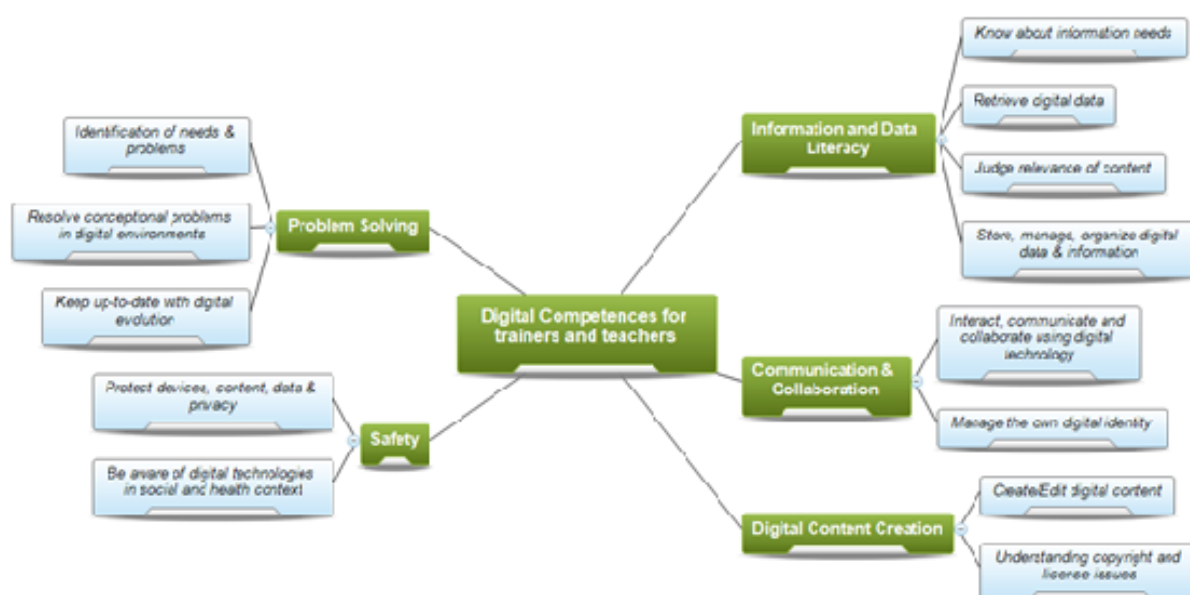 Digital Competences for
trainers and teachers
Information and Data
Literacy
Know about information needs
Retrieve digital data
Judge relevance of content
Store, manage, organize digital
data & information
Communication &
Collaboration
Interact, communicate and
collaborate using digital
technology
Manage the own digital identity
Digital Content Creation
Create/Edit digital content
Understanding copyright and
license issues
Problem Solving
Identification of needs &
problems
Resolve conceptional problems
in digital environments
Keep up-to-date with digital
evolution
Safety
Protect devices, content, data &
privacy
Be aware of digital technologies
in social and health context